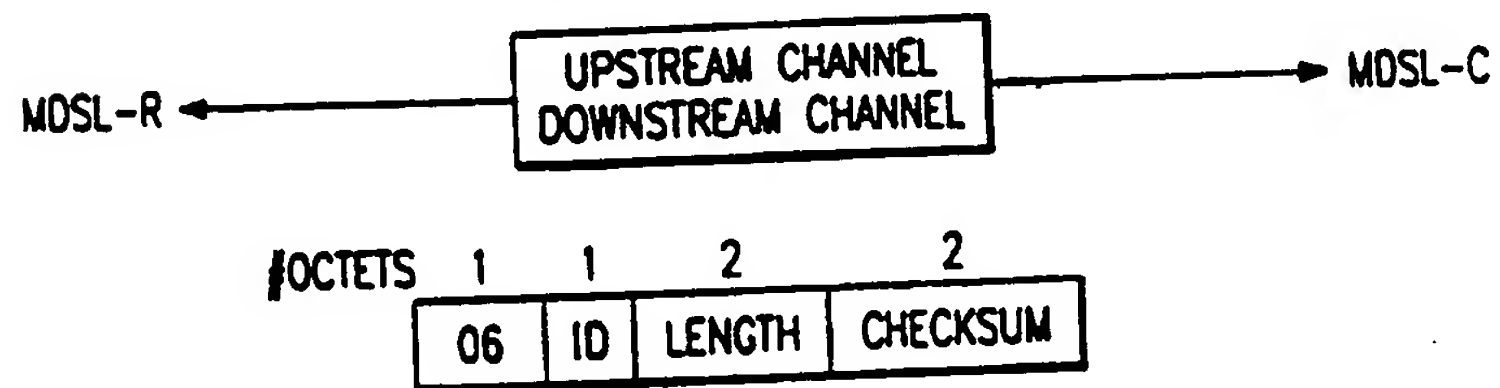 UPSTREAM CHANNEL
DOWNSTREAM CHANNEL
MDSL-R
MDSL-C
#OCTETS 1 1 2 2
06 ID LENGTH CHECKSUM